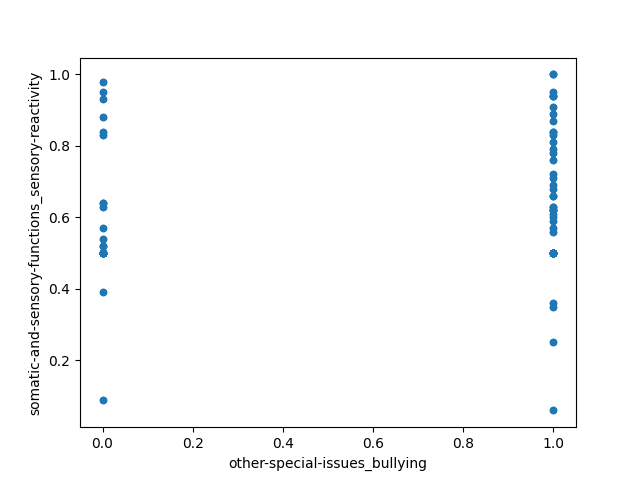 somatic-and-sensory-functions_sensory-reactivity
1.0
0.8
0.6
0.4
0.2
0.0 0.2 0.4 0.6 0.8 1.0
other-special-issues_bullying